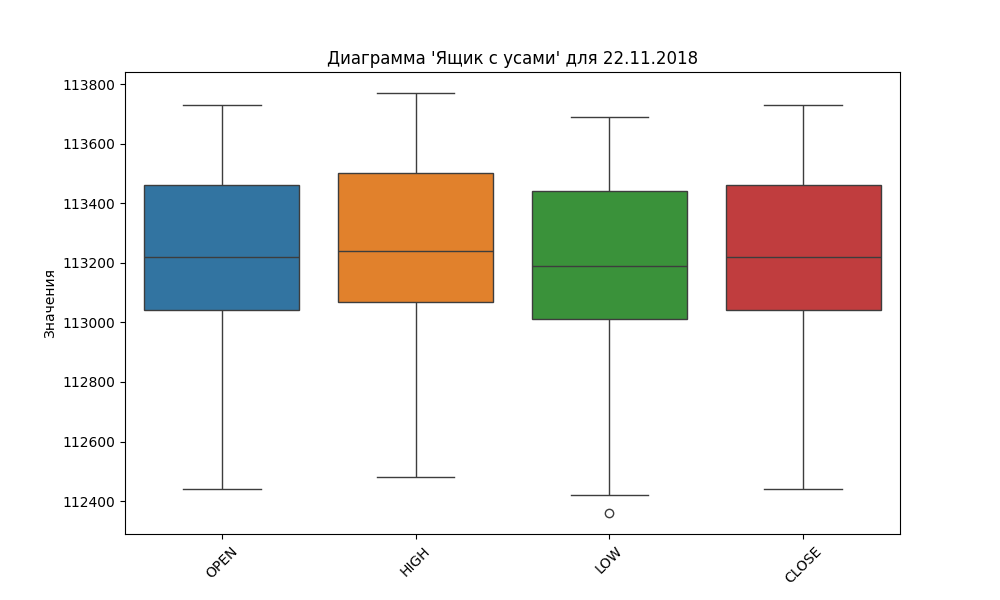 Диаграмма 'Ящик с усами' для 22.11.2018
113800
113600
113400
113200
113000
112800
112600
112400
Значения
OPEN
HIGH
LOW
CLOSE